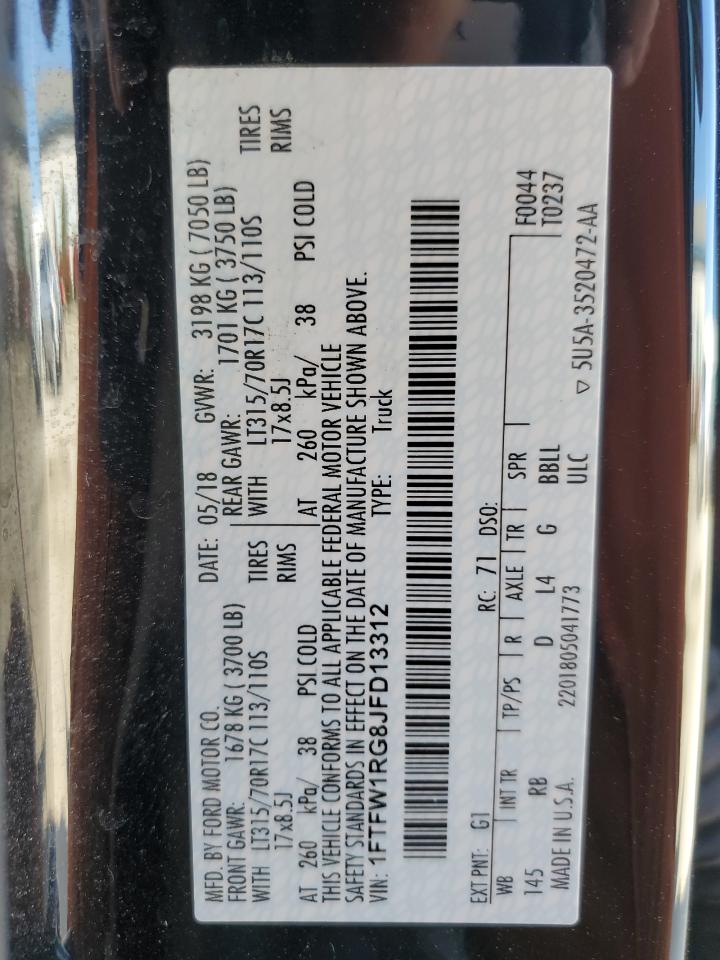 MFD. BY FORD MOTOR CO.
DATE: 05/18 GVWR: 3198 KG ( 7050 LB)
FRONT GAWR: 1678 KG ( 3700 LB)
REAR GAWR: 1701 KG ( 3750 LB)
WITH LT315/70R17C 113/110S TIRES
WITH LT315/70R17C 113/110S TIRES
17x8.5J RIMS
17x8.5J RIMS
AT 260 kPa/ 38 PSI COLD
AT 260 kPa/ 38 PSI COLD
THIS VEHICLE CONFORMS TO ALL APPLICABLE FEDERAL MOTOR VEHICLE
SAFETY STANDARDS IN EFFECT ON THE DATE OF MANUFACTURE SHOWN ABOVE.
VIN: 1FTFW1RG8JFD13312 TYPE: Truck
EXT PNT: G1 RC: 71 DSO:
WB INT TR TP/PS R AXLE TR SPR F0044
145 RB D L4 G BBLL T0237
ULC
MADE IN U.S.A. 2201805041773 ▽ 5U5A-3520472-AA